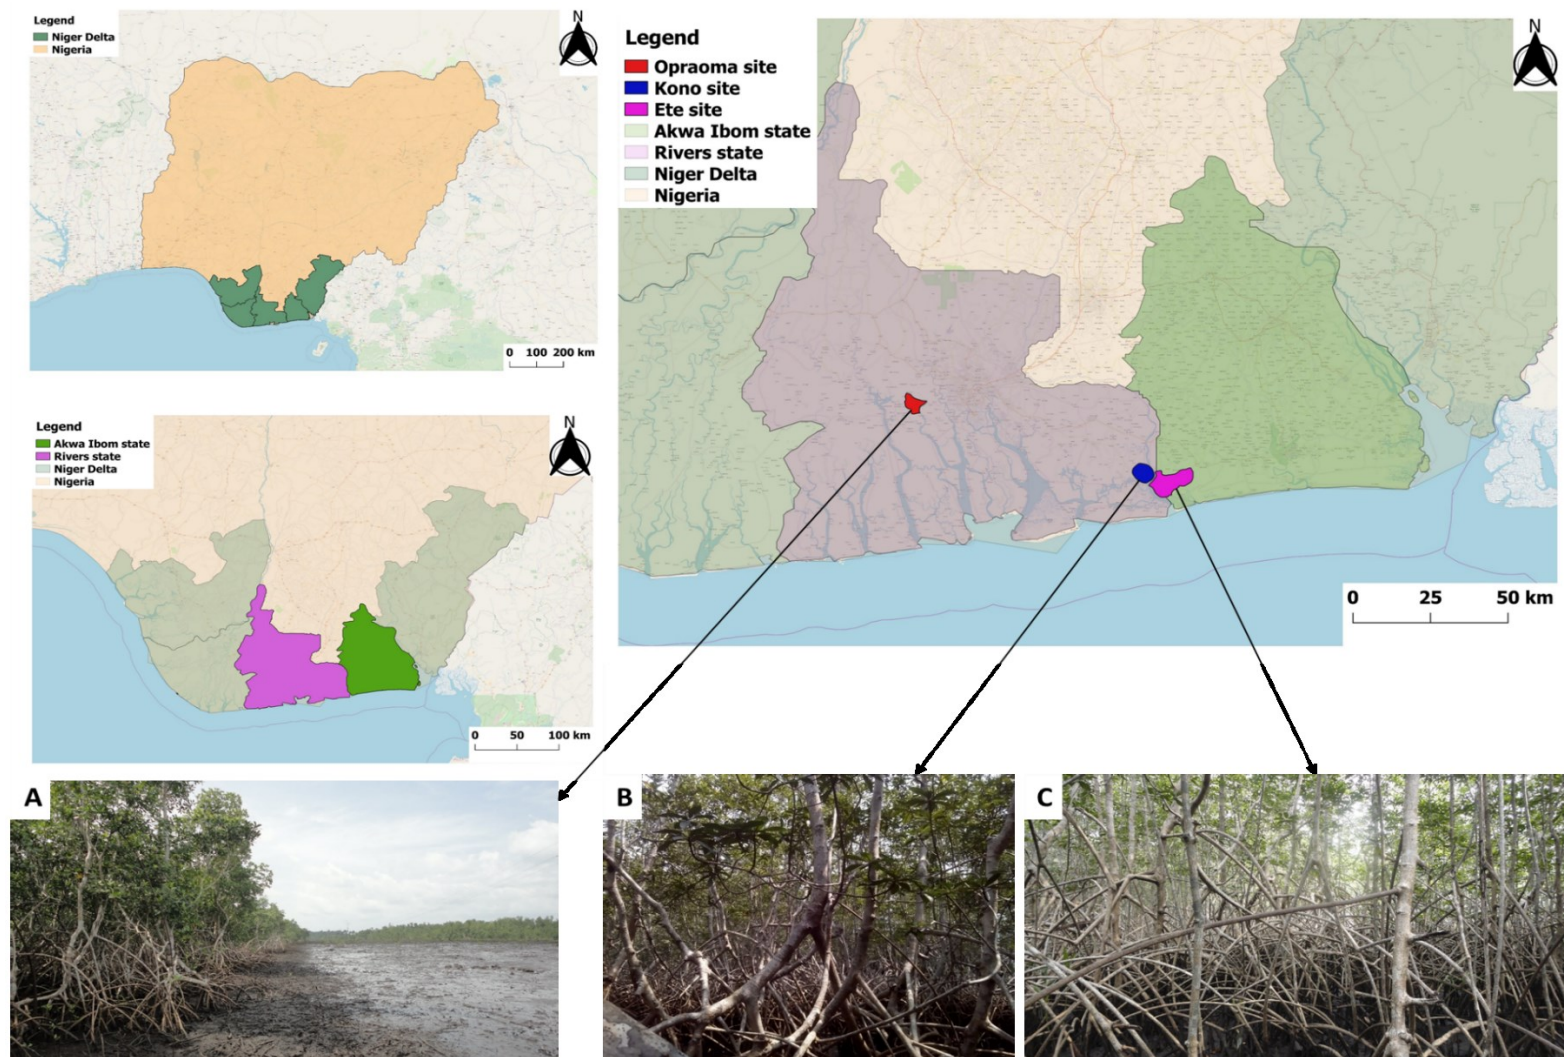 Legend
Niger Delta
Nigeria
N
0 100 200 km
Legend
Opraoma site
Kono site
Ete site
Akwa Ibom state
Rivers state
Niger Delta
Nigeria
N
0 25 50 km
Legend
Akwa Ibom state
Rivers state
Niger Delta
Nigeria
N
0 50 100 km
A
B
C